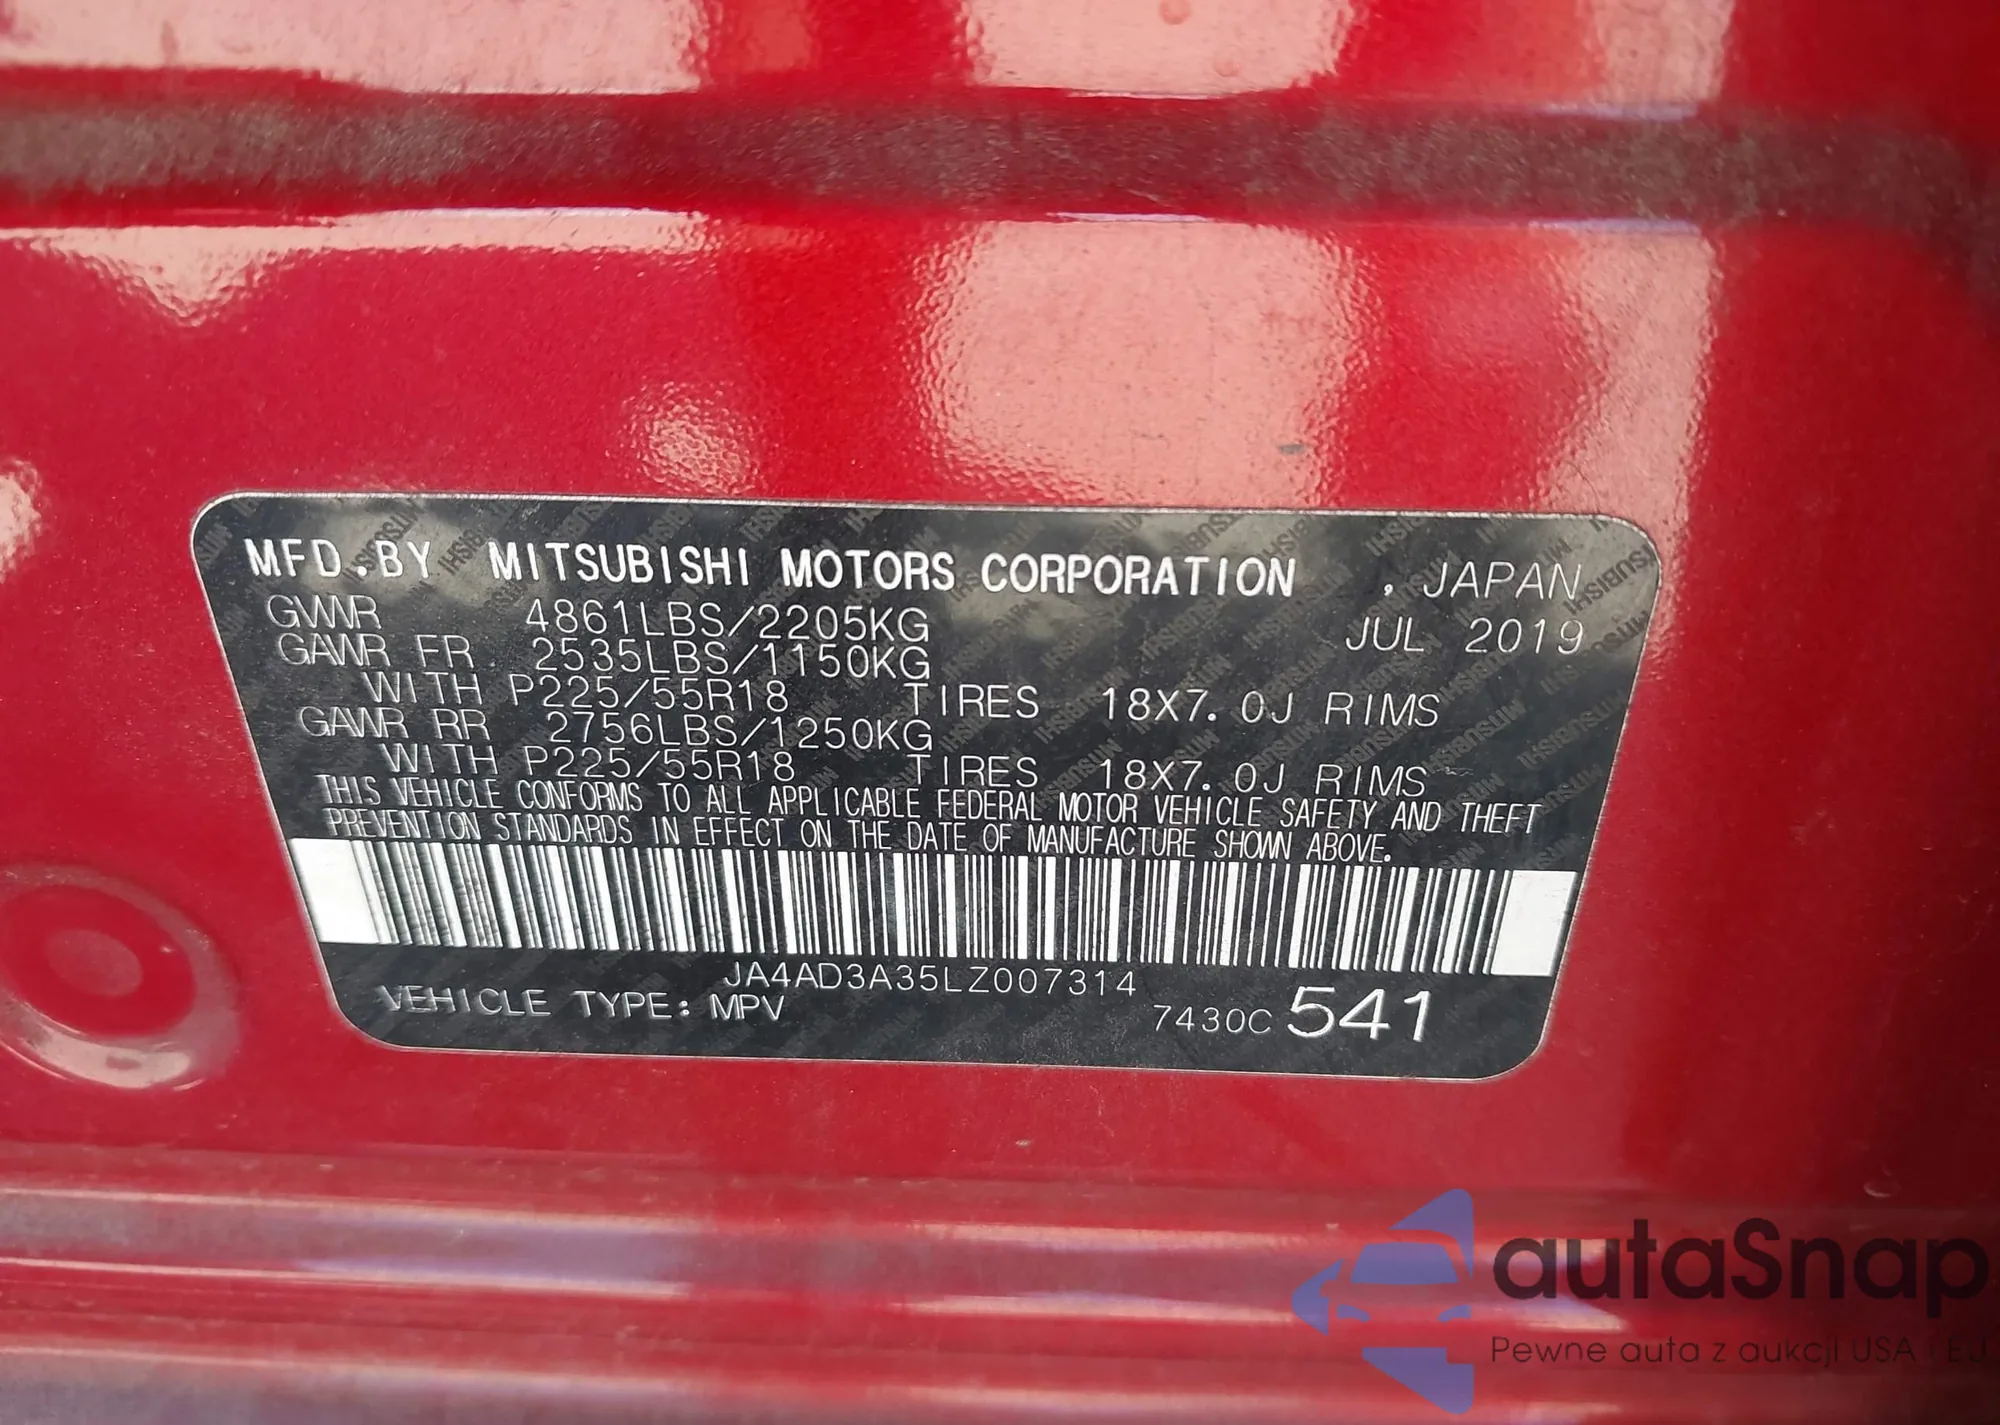 MFD.BY MITSUBISHI MOTORS CORPORATION , JAPAN
GVWR 4861LBS/2205KG JUL 2019
GAWR FR 2535LBS/1150KG
WITH P225/55R18 TIRES 18X7.0J RIMS
GAWR RR 2756LBS/1250KG
WITH P225/55R18 TIRES 18X7.0J RIMS
THIS VEHICLE CONFORMS TO ALL APPLICABLE FEDERAL MOTOR VEHICLE SAFETY AND THEFT
PREVENTION STANDARDS IN EFFECT ON THE DATE OF MANUFACTURE SHOWN ABOVE.
JA4AD3A35LZ007314
VEHICLE TYPE: MPV 7430C 541
autaSnap
Pewne auta z aukcji USA i EU